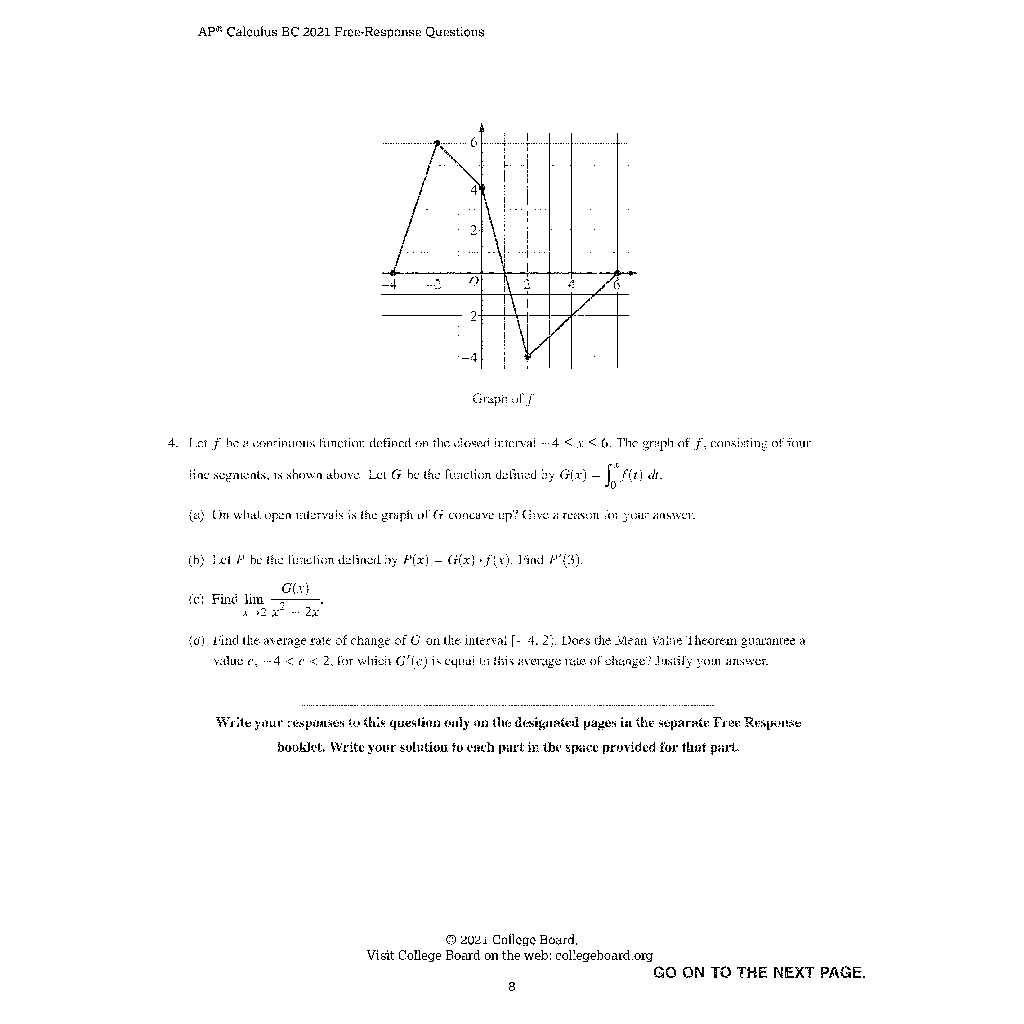 AP® Calculus BC 2021 Free-Response Questions
6
4
2
-4 -2 O 2 4 6
2
-4
Graph of f
4. Let f be a continuous function defined on the closed interval −4 ≤ x ≤ 6. The graph of f, consisting of four
line segments, is shown above. Let G be the function defined by G(x) = ∫₀ˣ f(t) dt.
(a) On what open intervals is the graph of G concave up? Give a reason for your answer.
(b) Let P be the function defined by P(x) = G(x) · f(x). Find P′(3).
(c) Find lim x→2 G(x) / (x² − 2x).
(d) Find the average rate of change of G on the interval [−4, 2]. Does the Mean Value Theorem guarantee a
value c, −4 < c < 2, for which G′(c) is equal to this average rate of change? Justify your answer.
Write your responses to this question only on the designated pages in the separate Free Response
booklet. Write your solution to each part in the space provided for that part.
© 2021 College Board.
Visit College Board on the web: collegeboard.org
GO ON TO THE NEXT PAGE.
8